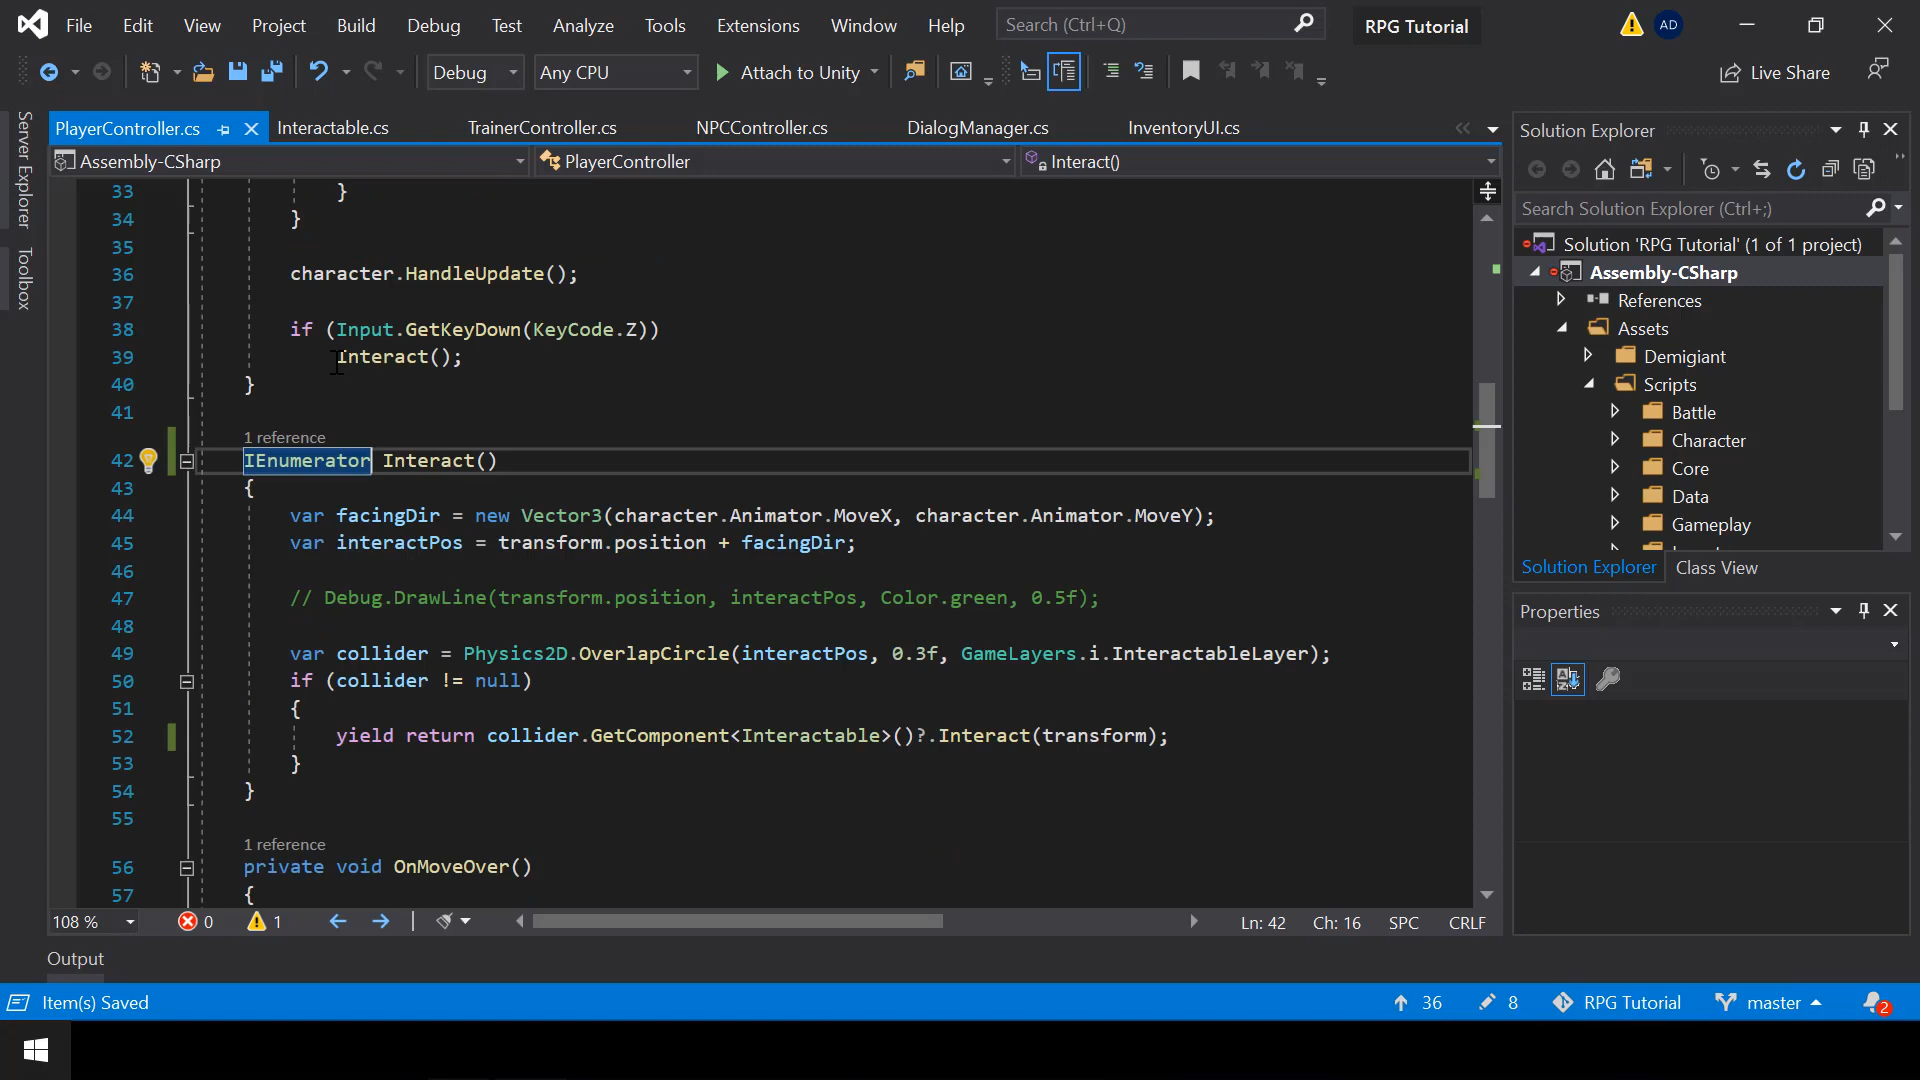 File Edit View Project Build Debug Test Analyze Tools Extensions Window Help Search (Ctrl+Q) RPG Tutorial AD
Debug Any CPU Attach to Unity Live Share
Server Explorer
Toolbox
PlayerController.cs Interactable.cs TrainerController.cs NPCController.cs DialogManager.cs InventoryUI.cs
Assembly-CSharp PlayerController Interact()
33 }
34 }
35
36 character.HandleUpdate();
37
38 if (Input.GetKeyDown(KeyCode.Z))
39 Interact();
40 }
41
1 reference
42 IEnumerator Interact()
43 {
44 var facingDir = new Vector3(character.Animator.MoveX, character.Animator.MoveY);
45 var interactPos = transform.position + facingDir;
46
47 // Debug.DrawLine(transform.position, interactPos, Color.green, 0.5f);
48
49 var collider = Physics2D.OverlapCircle(interactPos, 0.3f, GameLayers.i.InteractableLayer);
50 if (collider != null)
51 {
52 yield return collider.GetComponent<Interactable>()?.Interact(transform);
53 }
54 }
55
1 reference
56 private void OnMoveOver()
57 {
108 % 0 1 Ln: 42 Ch: 16 SPC CRLF
Solution Explorer
Search Solution Explorer (Ctrl+;)
Solution 'RPG Tutorial' (1 of 1 project)
Assembly-CSharp
References
Assets
Demigiant
Scripts
Battle
Character
Core
Data
Gameplay
Solution Explorer Class View
Properties
Output
Item(s) Saved 36 8 RPG Tutorial master 2